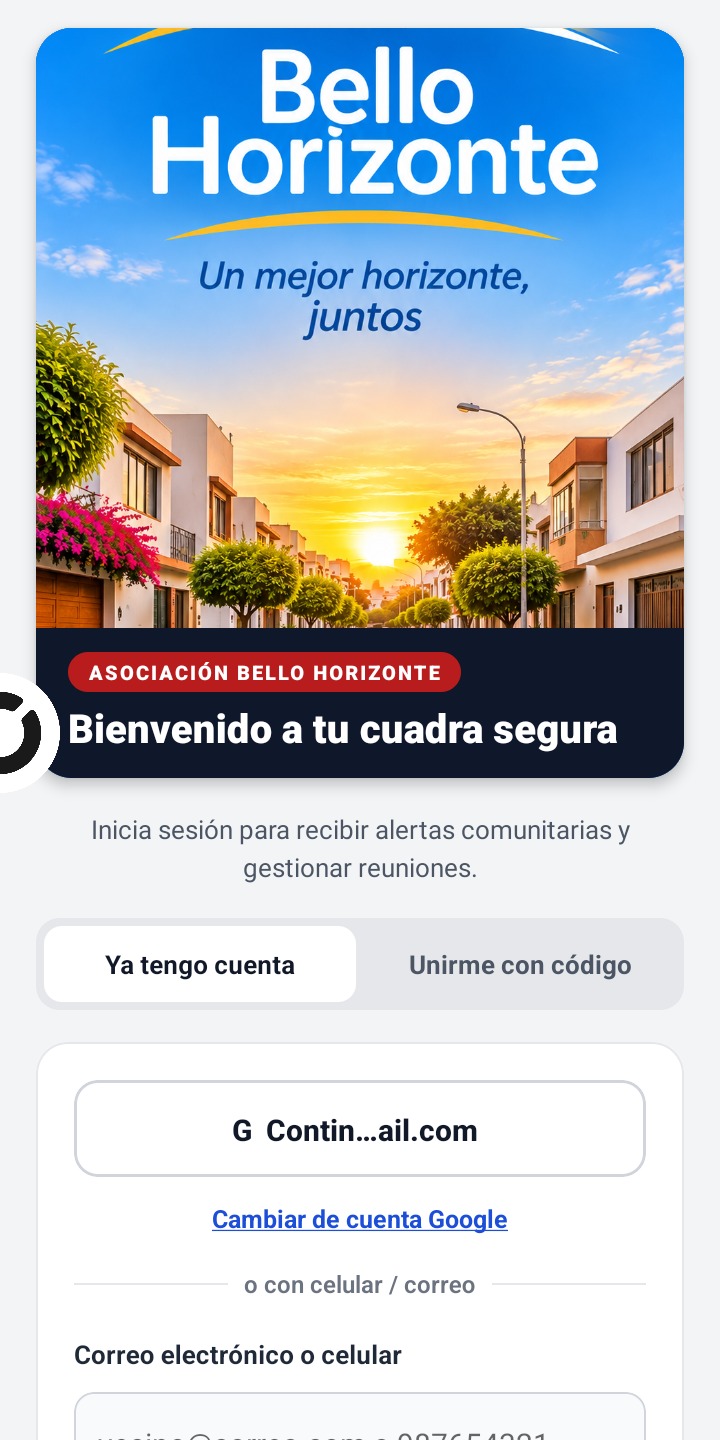 Bello
Horizonte
Un mejor horizonte,
juntos
ASOCIACIÓN BELLO HORIZONTE
Bienvenido a tu cuadra segura
Inicia sesión para recibir alertas comunitarias y
gestionar reuniones.
Ya tengo cuenta
Unirme con código
G Contin...ail.com
Cambiar de cuenta Google
o con celular / correo
Correo electrónico o celular